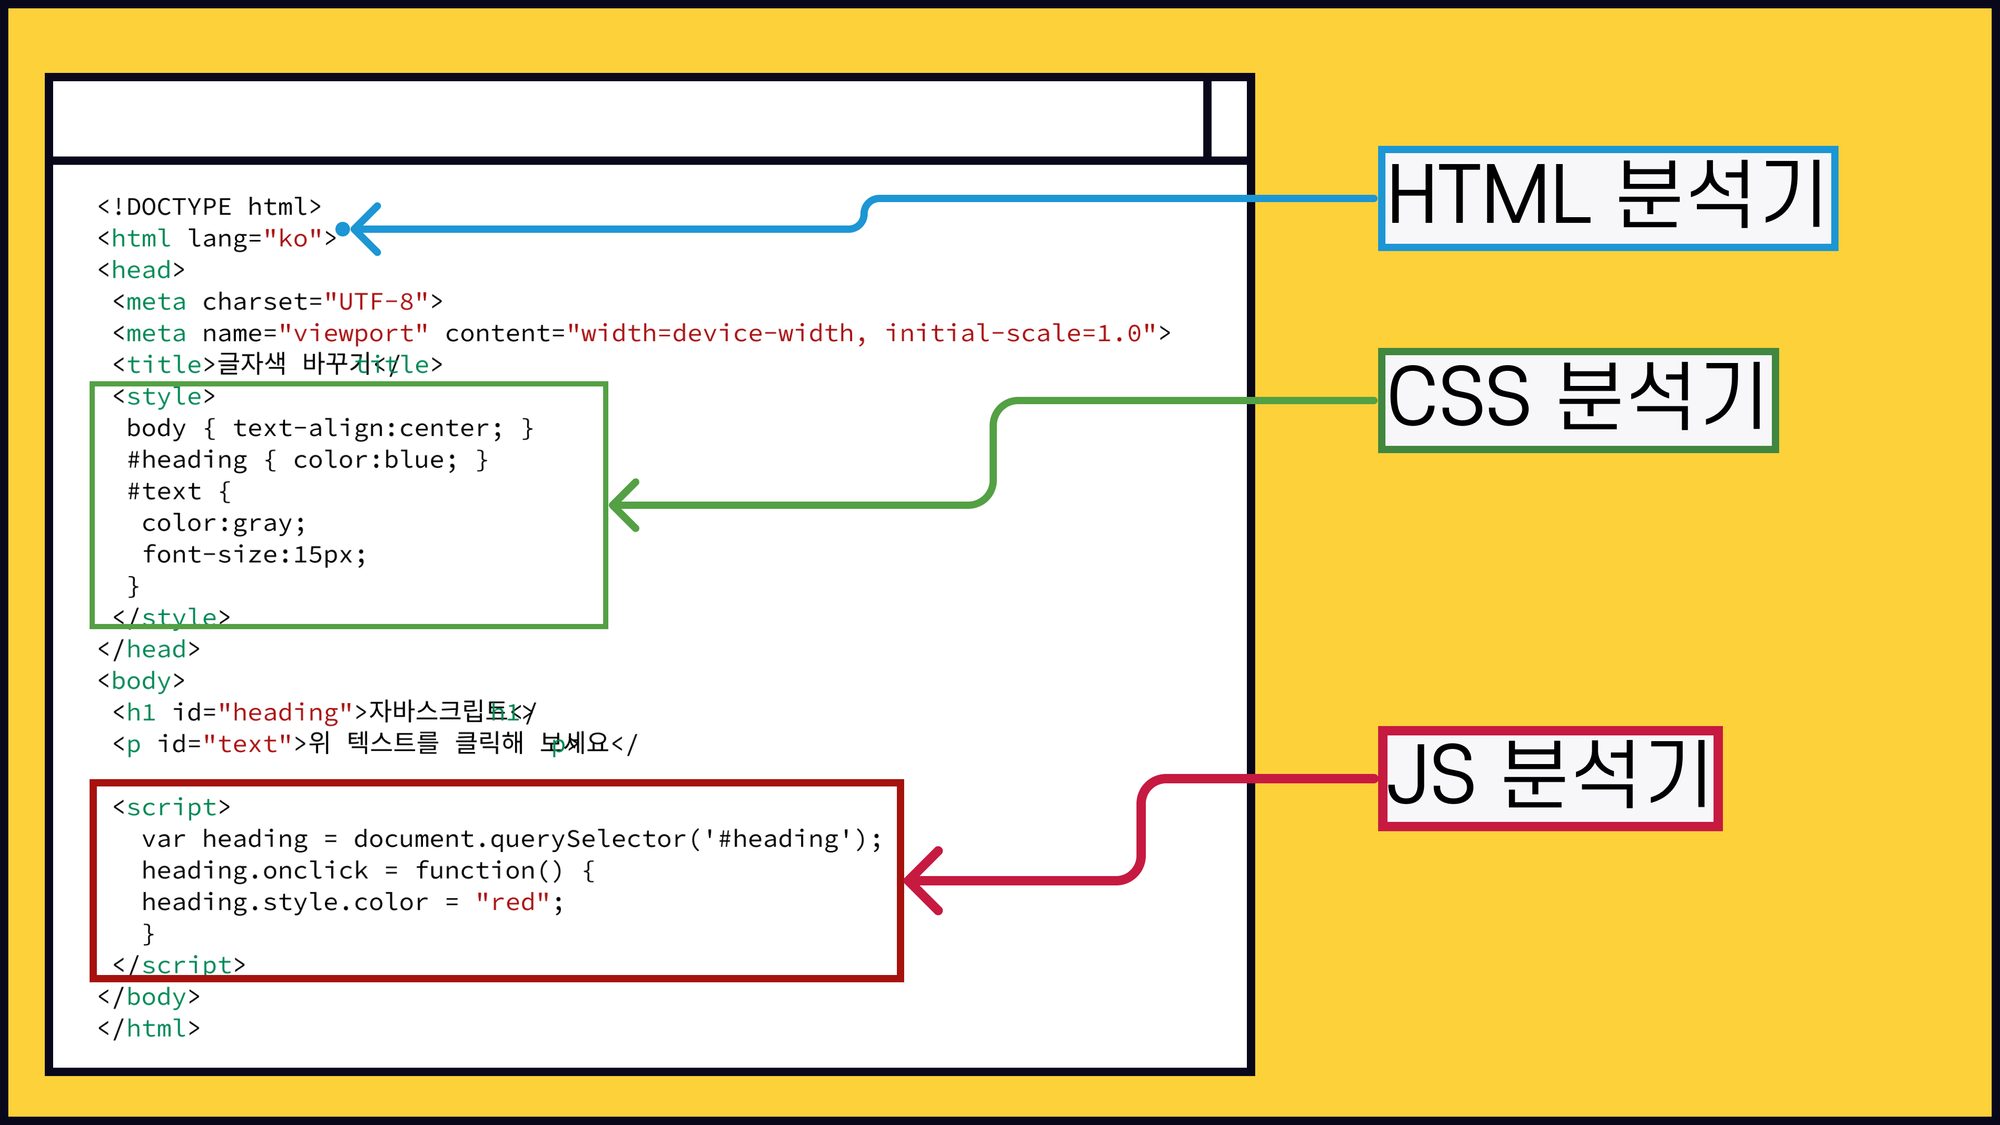 <!DOCTYPE html>
<html lang="ko">
<head>
<meta charset="UTF-8">
<meta name="viewport" content="width=device-width, initial-scale=1.0">
<title>글자색 바꾸기</title>
<style>
body { text-align:center; }
#heading { color:blue; }
#text {
color:gray;
font-size:15px;
}
</style>
</head>
<body>
<h1 id="heading">자바스크립트</h1>
<p id="text">위 텍스트를 클릭해 보세요</p>
<script>
var heading = document.querySelector('#heading');
heading.onclick = function() {
heading.style.color = "red";
}
</script>
</body>
</html>
HTML 분석기
CSS 분석기
JS 분석기